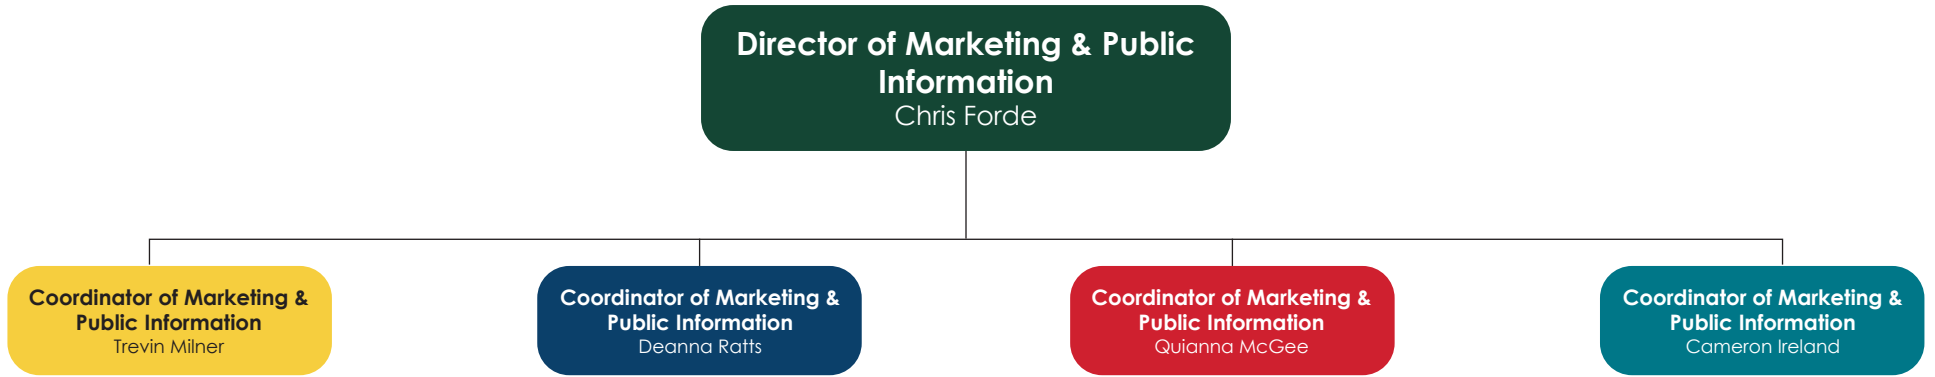 Director of Marketing & Public
Information
Chris Forde
Coordinator of Marketing &
Public Information
Trevin Milner
Coordinator of Marketing &
Public Information
Deanna Ratts
Coordinator of Marketing &
Public Information
Quianna McGee
Coordinator of Marketing &
Public Information
Cameron Ireland